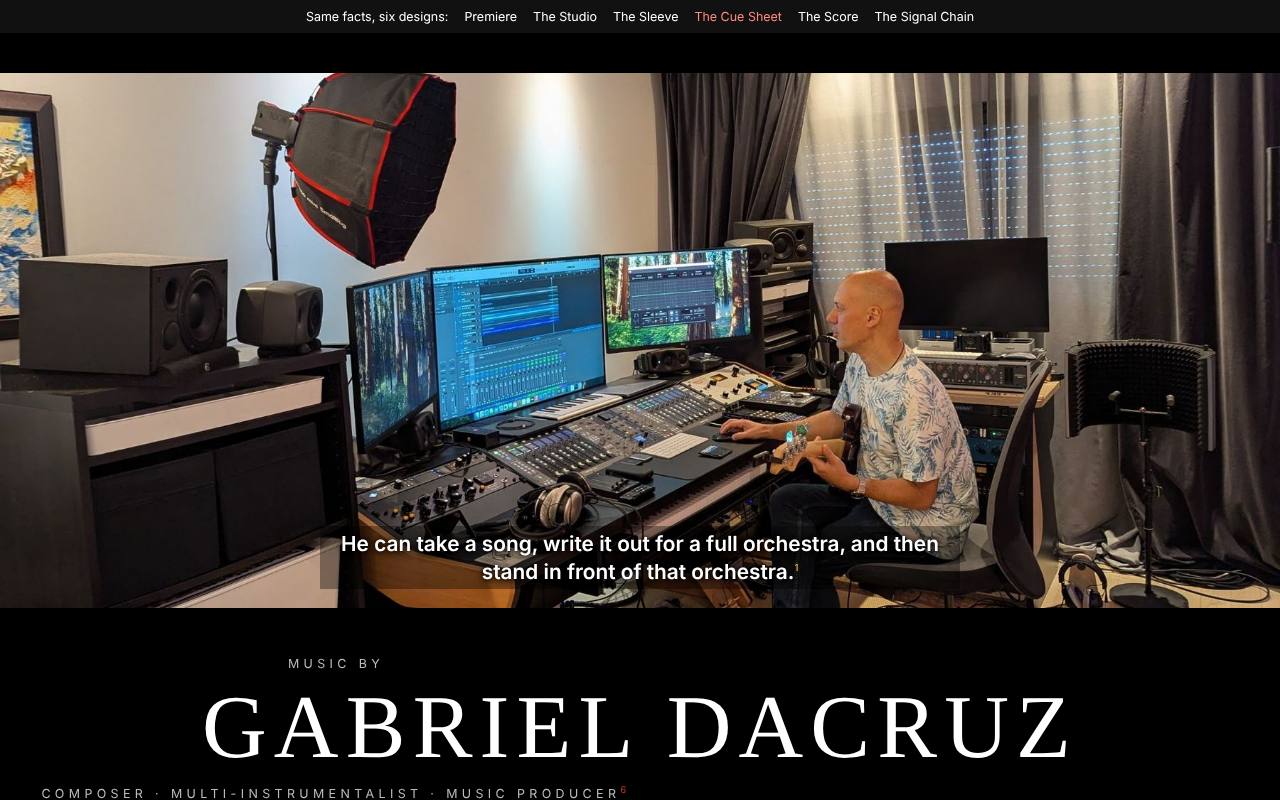 Same facts, six designs: Premiere The Studio The Sleeve The Cue Sheet The Score The Signal Chain
He can take a song, write it out for a full orchestra, and then
stand in front of that orchestra.1
MUSIC BY
GABRIEL DACRUZ
COMPOSER · MULTI-INSTRUMENTALIST · MUSIC PRODUCER6